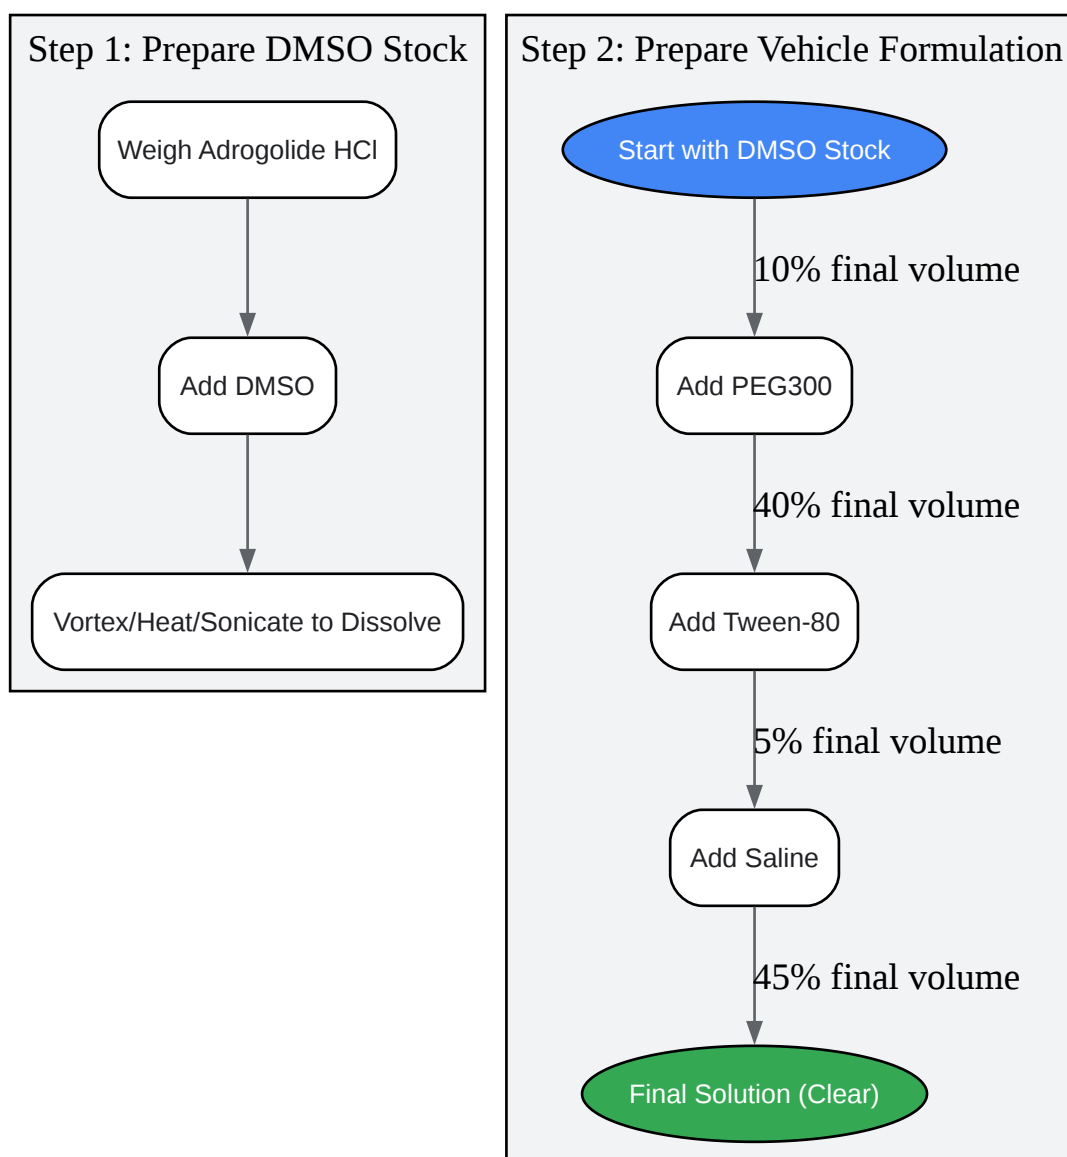 Step 1: Prepare DMSO Stock
Weigh Adrogolide HCl
Add DMSO
Vortex/Heat/Sonicate to Dissolve
Step 2: Prepare Vehicle Formulation
Start with DMSO Stock
10% final volume
Add PEG300
40% final volume
Add Tween-80
5% final volume
Add Saline
45% final volume
Final Solution (Clear)